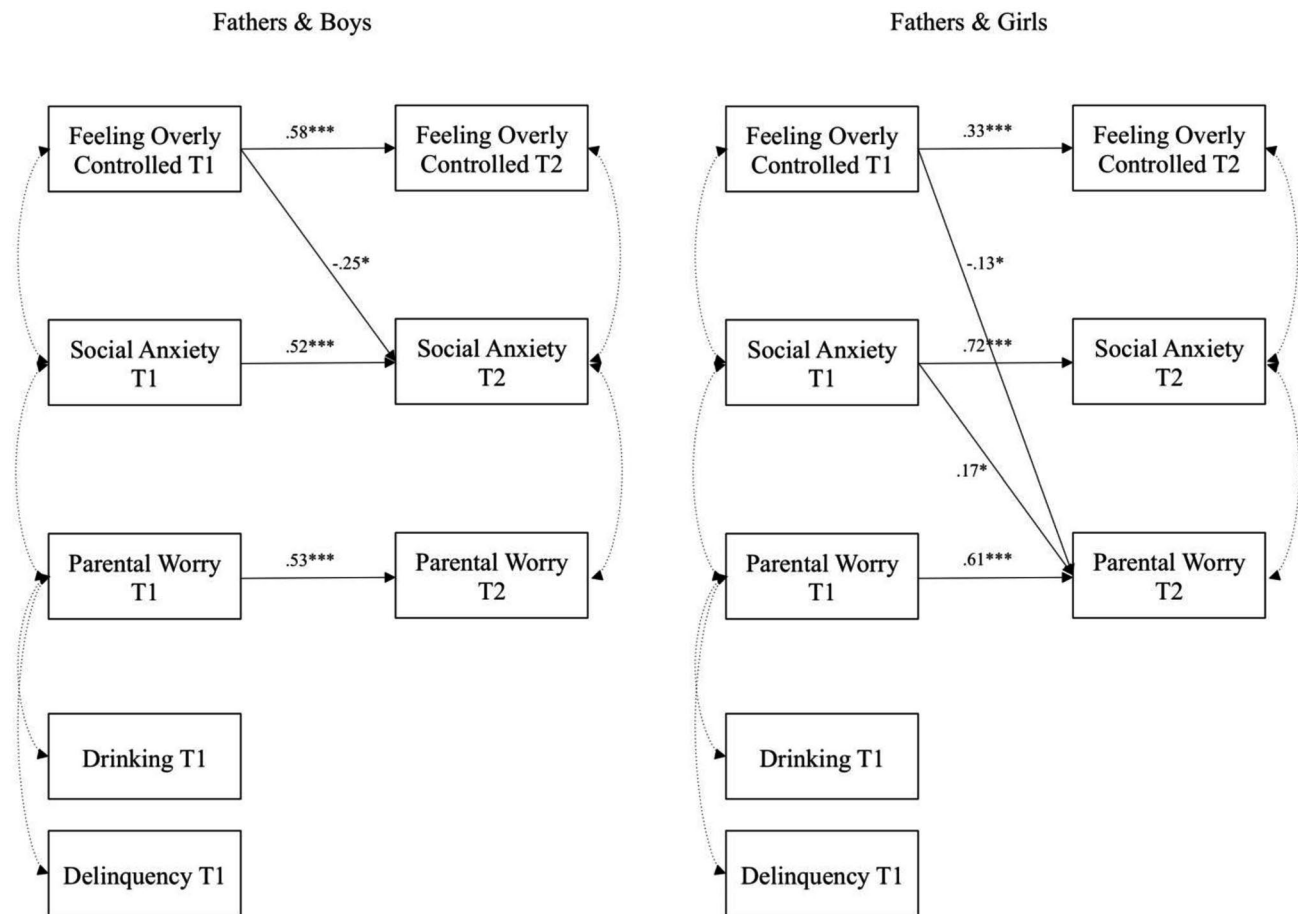 Fathers & Boys
Feeling Overly
Controlled T1
.58***
Feeling Overly
Controlled T2
-.25*
Social Anxiety
T1
.52***
Social Anxiety
T2
Parental Worry
T1
.53***
Parental Worry
T2
Drinking T1
Delinquency T1
Fathers & Girls
Feeling Overly
Controlled T1
.33***
Feeling Overly
Controlled T2
-.13*
Social Anxiety
T1
.72***
Social Anxiety
T2
.17*
Parental Worry
T1
.61***
Parental Worry
T2
Drinking T1
Delinquency T1